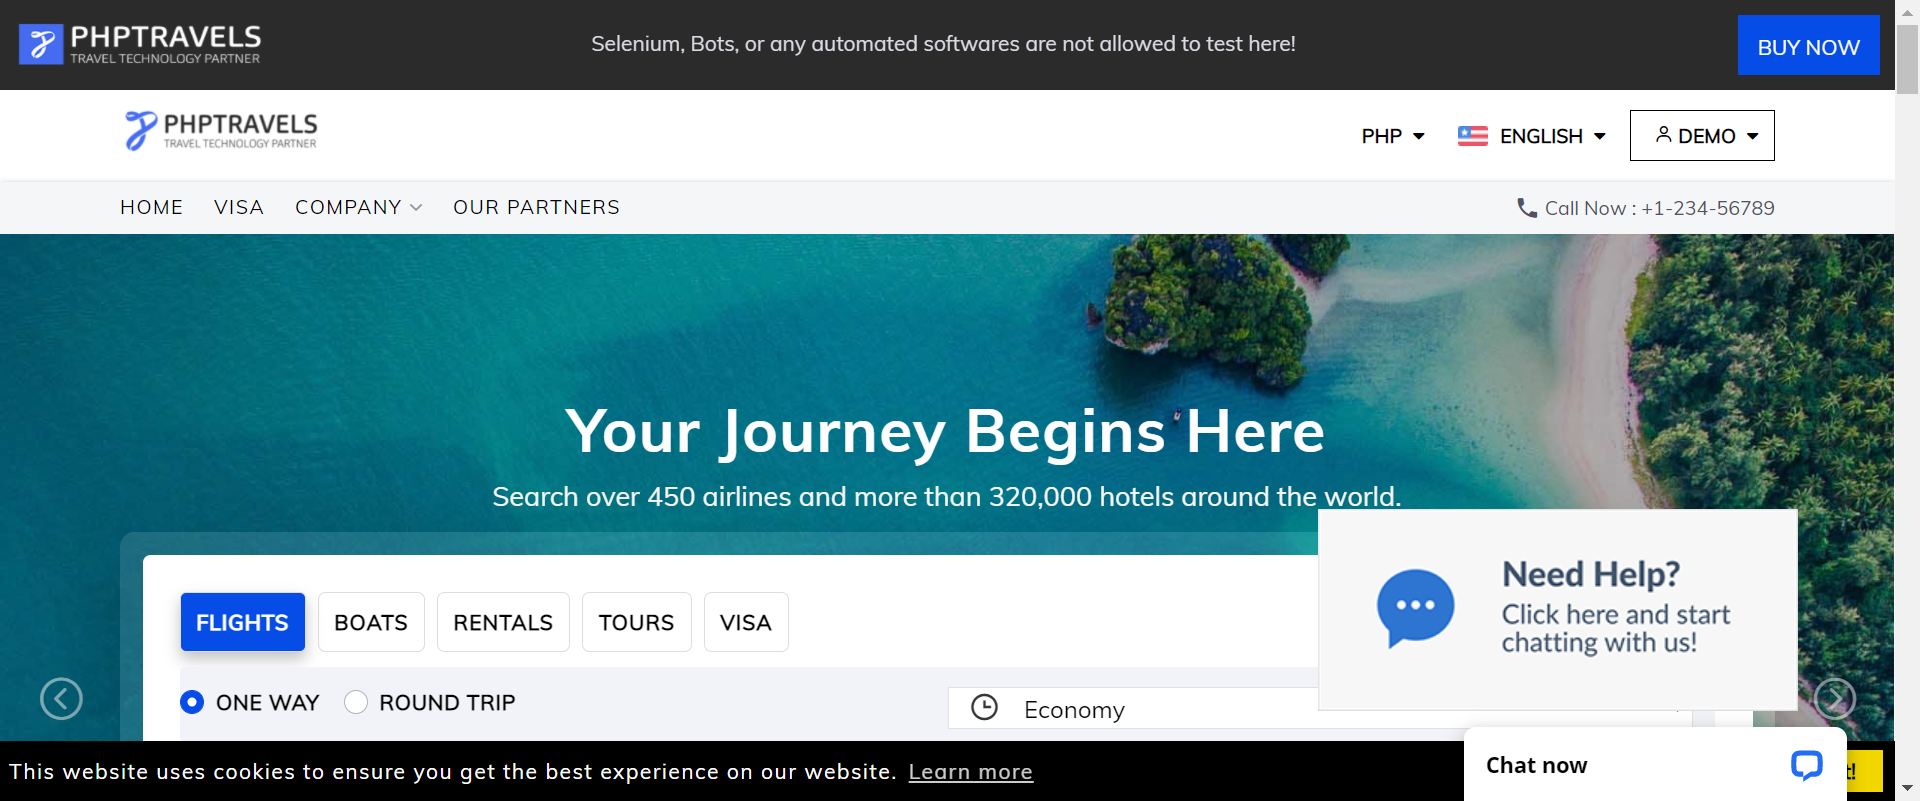 PHPTRAVELS
TRAVEL TECHNOLOGY PARTNER
Selenium, Bots, or any automated softwares are not allowed to test here!
BUY NOW
PHPTRAVELS
TRAVEL TECHNOLOGY PARTNER
PHP
ENGLISH
DEMO
HOME
VISA
COMPANY
OUR PARTNERS
Call Now : +1-234-56789
Your Journey Begins Here
Search over 450 airlines and more than 320,000 hotels around the world.
FLIGHTS
BOATS
RENTALS
TOURS
VISA
Need Help?
Click here and start
chatting with us!
ONE WAY
ROUND TRIP
Economy
This website uses cookies to ensure you get the best experience on our website. Learn more
Chat now